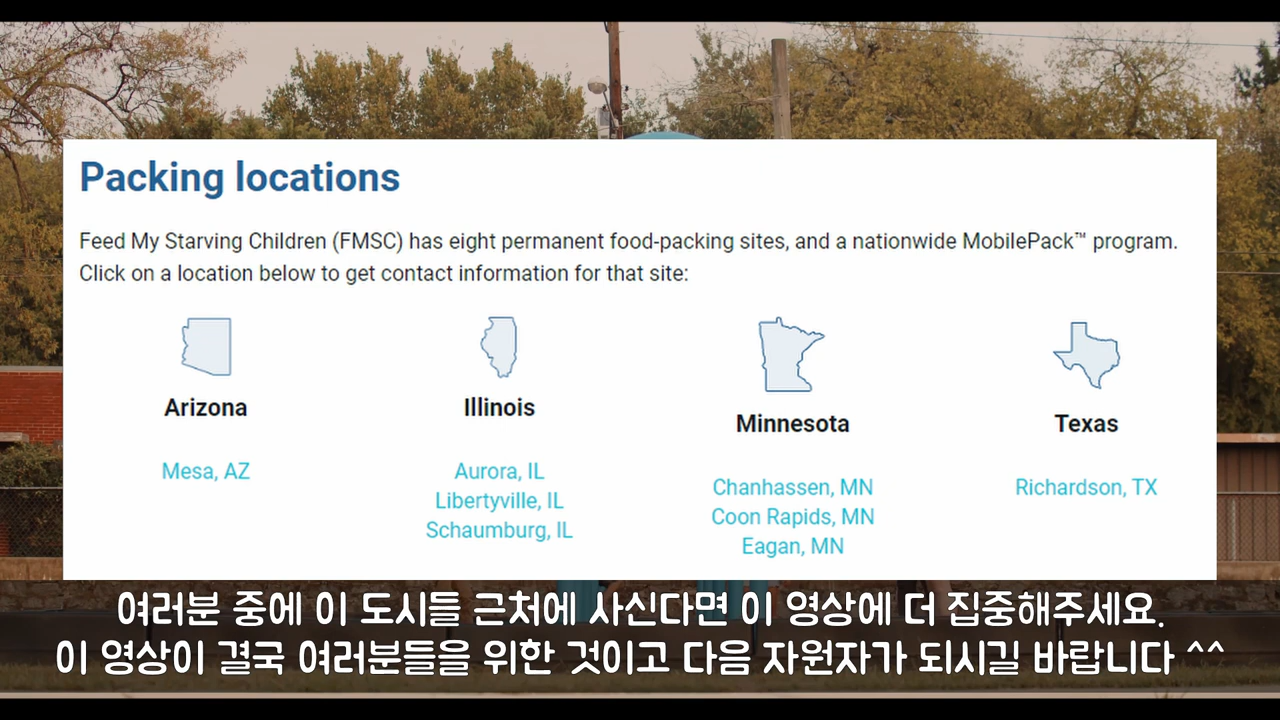 Packing locations
Feed My Starving Children (FMSC) has eight permanent food-packing sites, and a nationwide MobilePack™ program.
Click on a location below to get contact information for that site:
Arizona
Mesa, AZ
Illinois
Aurora, IL
Libertyville, IL
Schaumburg, IL
Minnesota
Chanhassen, MN
Coon Rapids, MN
Eagan, MN
Texas
Richardson, TX
여러분 중에 이 도시들 근처에 사신다면 이 영상에 더 집중해주세요.
이 영상이 결국 여러분들을 위한 것이고 다음 자원자가 되시길 바랍니다 ^^